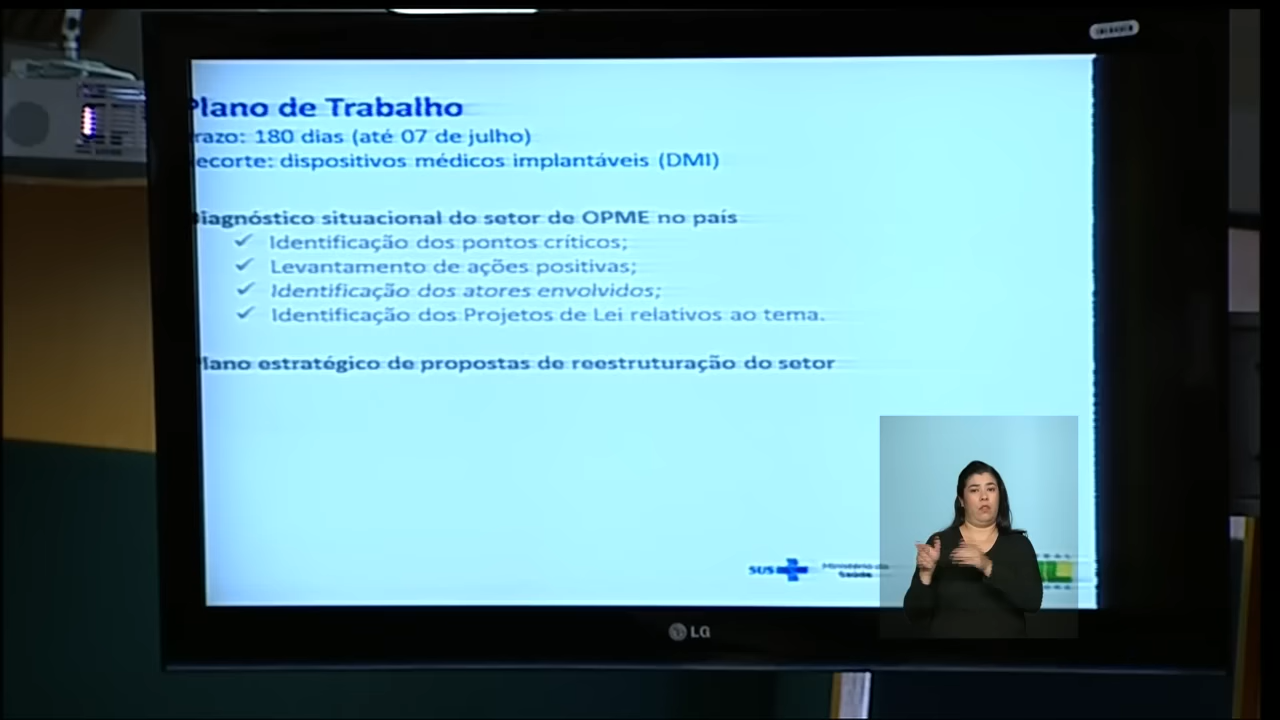 Plano de Trabalho
razo: 180 dias (até 07 de julho)
ecorte: dispositivos médicos implantáveis (DMI)
Diagnóstico situacional do setor de OPME no país
✓ Identificação dos pontos críticos;
✓ Levantamento de ações positivas;
✓ Identificação dos atores envolvidos;
✓ Identificação dos Projetos de Lei relativos ao tema.
Plano estratégico de propostas de reestruturação do setor
SUS
Ministério da
Saúde
LG